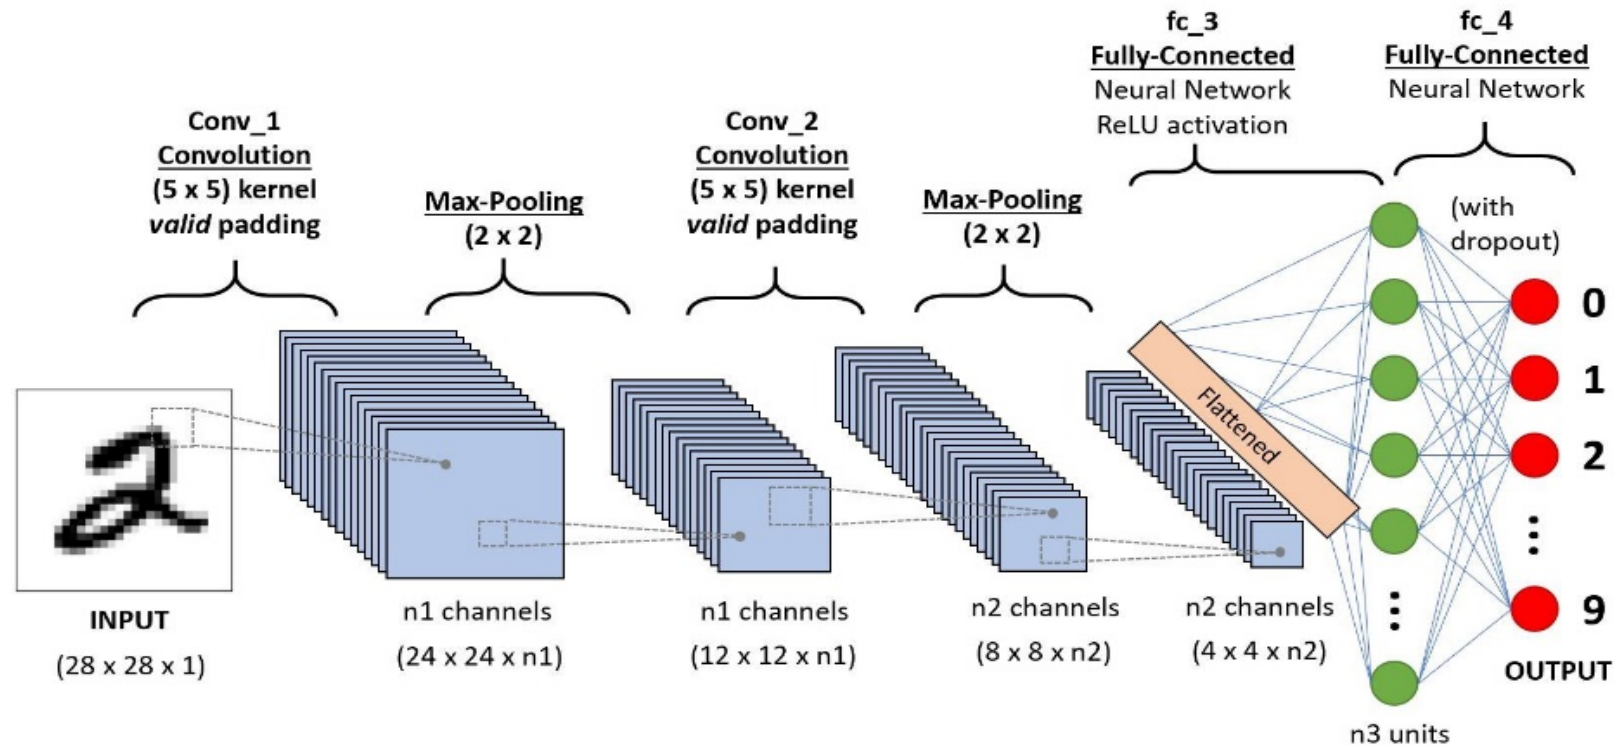 Conv_1
Convolution
(5 x 5) kernel
valid padding
Max-Pooling
(2 x 2)
Conv_2
Convolution
(5 x 5) kernel
valid padding
Max-Pooling
(2 x 2)
fc_3
Fully-Connected
Neural Network
ReLU activation
fc_4
Fully-Connected
Neural Network
(with
dropout)
2
Flattened
0
1
2
9
INPUT
(28 x 28 x 1)
n1 channels
(24 x 24 x n1)
n1 channels
(12 x 12 x n1)
n2 channels
(8 x 8 x n2)
n2 channels
(4 x 4 x n2)
OUTPUT
n3 units